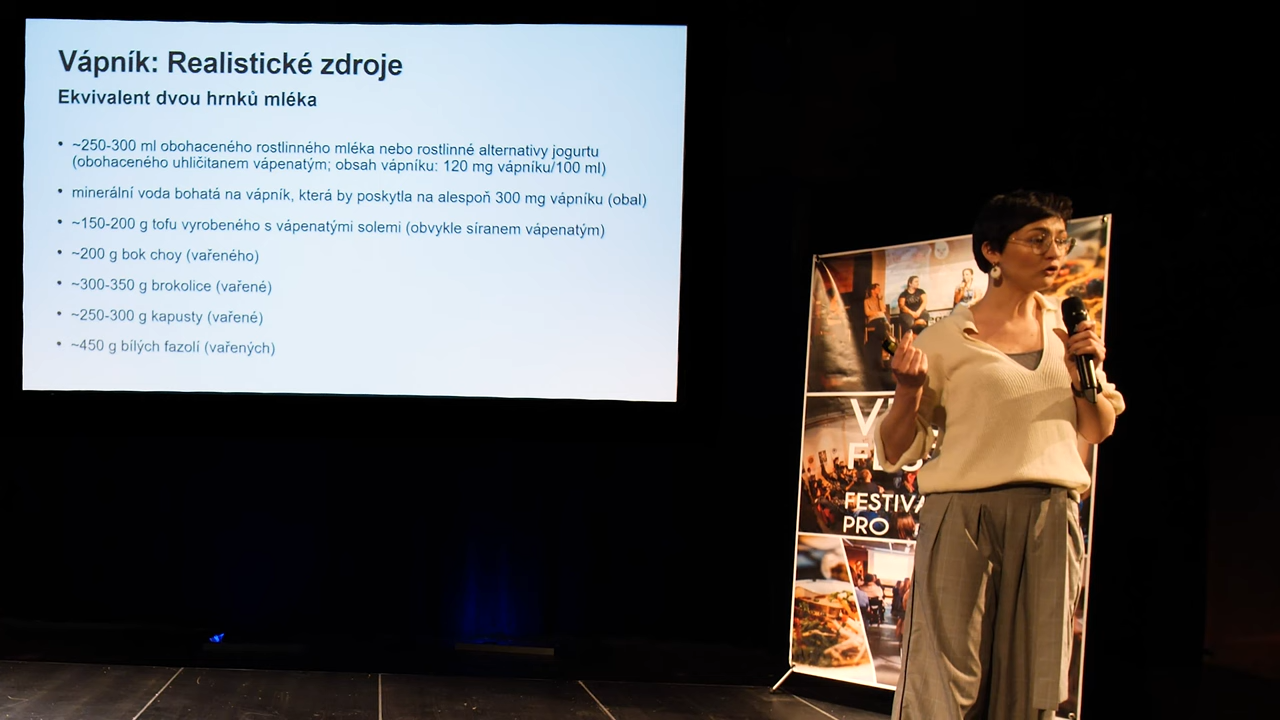 Vápník: Realistické zdroje
Ekvivalent dvou hrnků mléka
• ~250-300 ml obohaceného rostlinného mléka nebo rostlinné alternativy jogurtu
(obohaceného uhličitanem vápenatým; obsah vápníku: 120 mg vápníku/100 ml)
• minerální voda bohatá na vápník, která by poskytla na alespoň 300 mg vápníku (obal)
• ~150-200 g tofu vyrobeného s vápenatými solemi (obvykle síranem vápenatým)
• ~200 g bok choy (vařeného)
• ~300-350 g brokolice (vařené)
• ~250-300 g kapusty (vařené)
• ~450 g bílých fazolí (vařených)
PRO